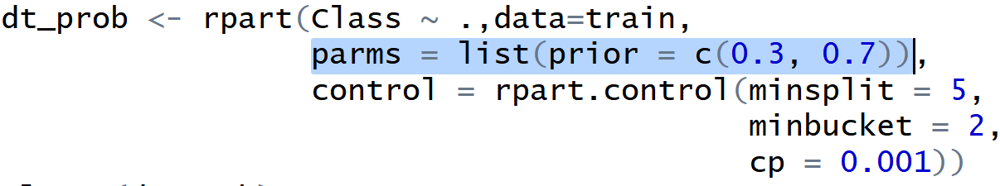 dt_prob <- rpart(Class ~ .,data=train,
parms = list(prior = c(0.3, 0.7)),
control = rpart.control(minsplit = 5,
minbucket = 2,
cp = 0.001))